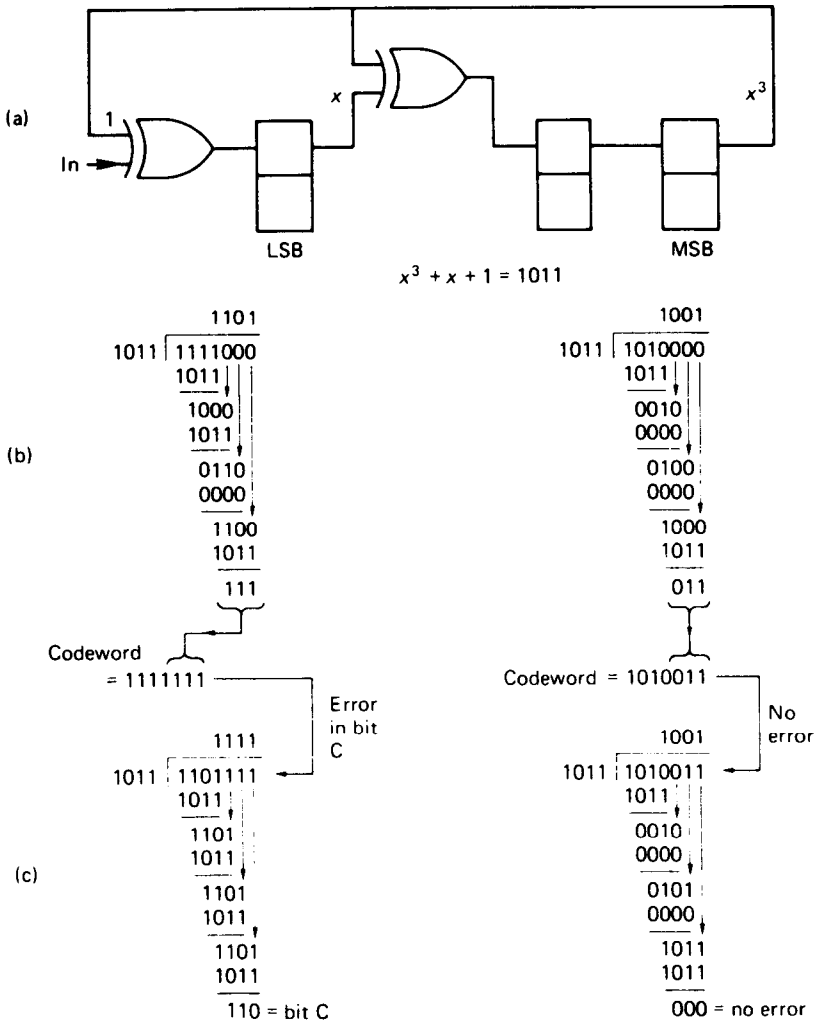 (a)
1
In
x
x³
LSB
MSB
x³ + x + 1 = 1011
(b)
1101
1011 1111000
1011
1000
1011
0110
0000
1100
1011
111
Codeword
= 1111111
Error
in bit
C
1001
1011 1010000
1011
0010
0000
0100
0000
1000
1011
011
Codeword = 1010011
No
error
(c)
1111
1011 1101111
1011
1101
1011
1101
1011
1101
1011
110 = bit C
1001
1011 1010011
1011
0010
0000
0101
0000
1011
1011
000 = no error